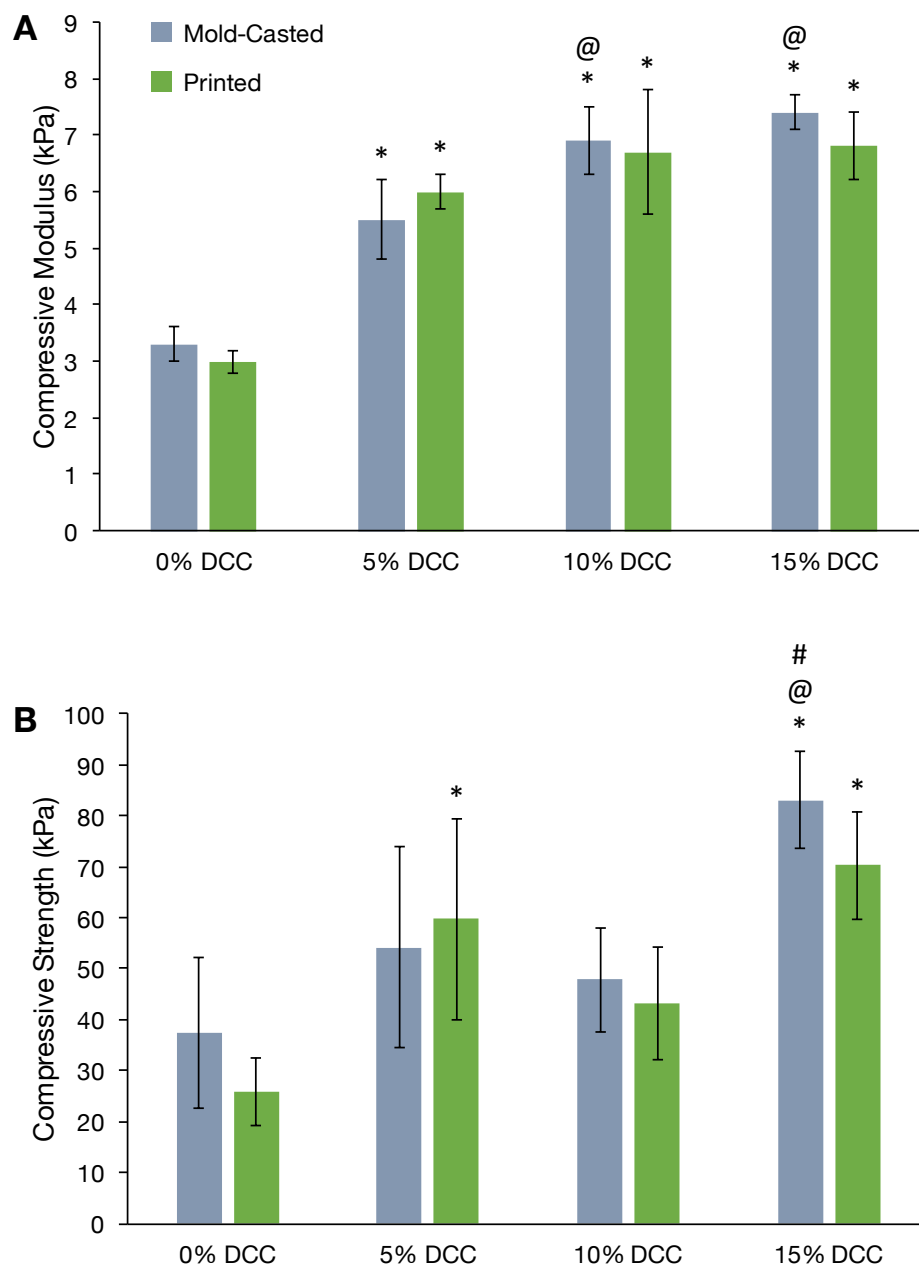 A
Mold-Casted
Printed
Compressive Modulus (kPa)
9
8
7
6
5
4
3
2
1
0
@
*
*
@
*
*
*
*
0% DCC
5% DCC
10% DCC
15% DCC
B
Compressive Strength (kPa)
100
90
80
70
60
50
40
30
20
10
0
#
@
*
*
*
0% DCC
5% DCC
10% DCC
15% DCC